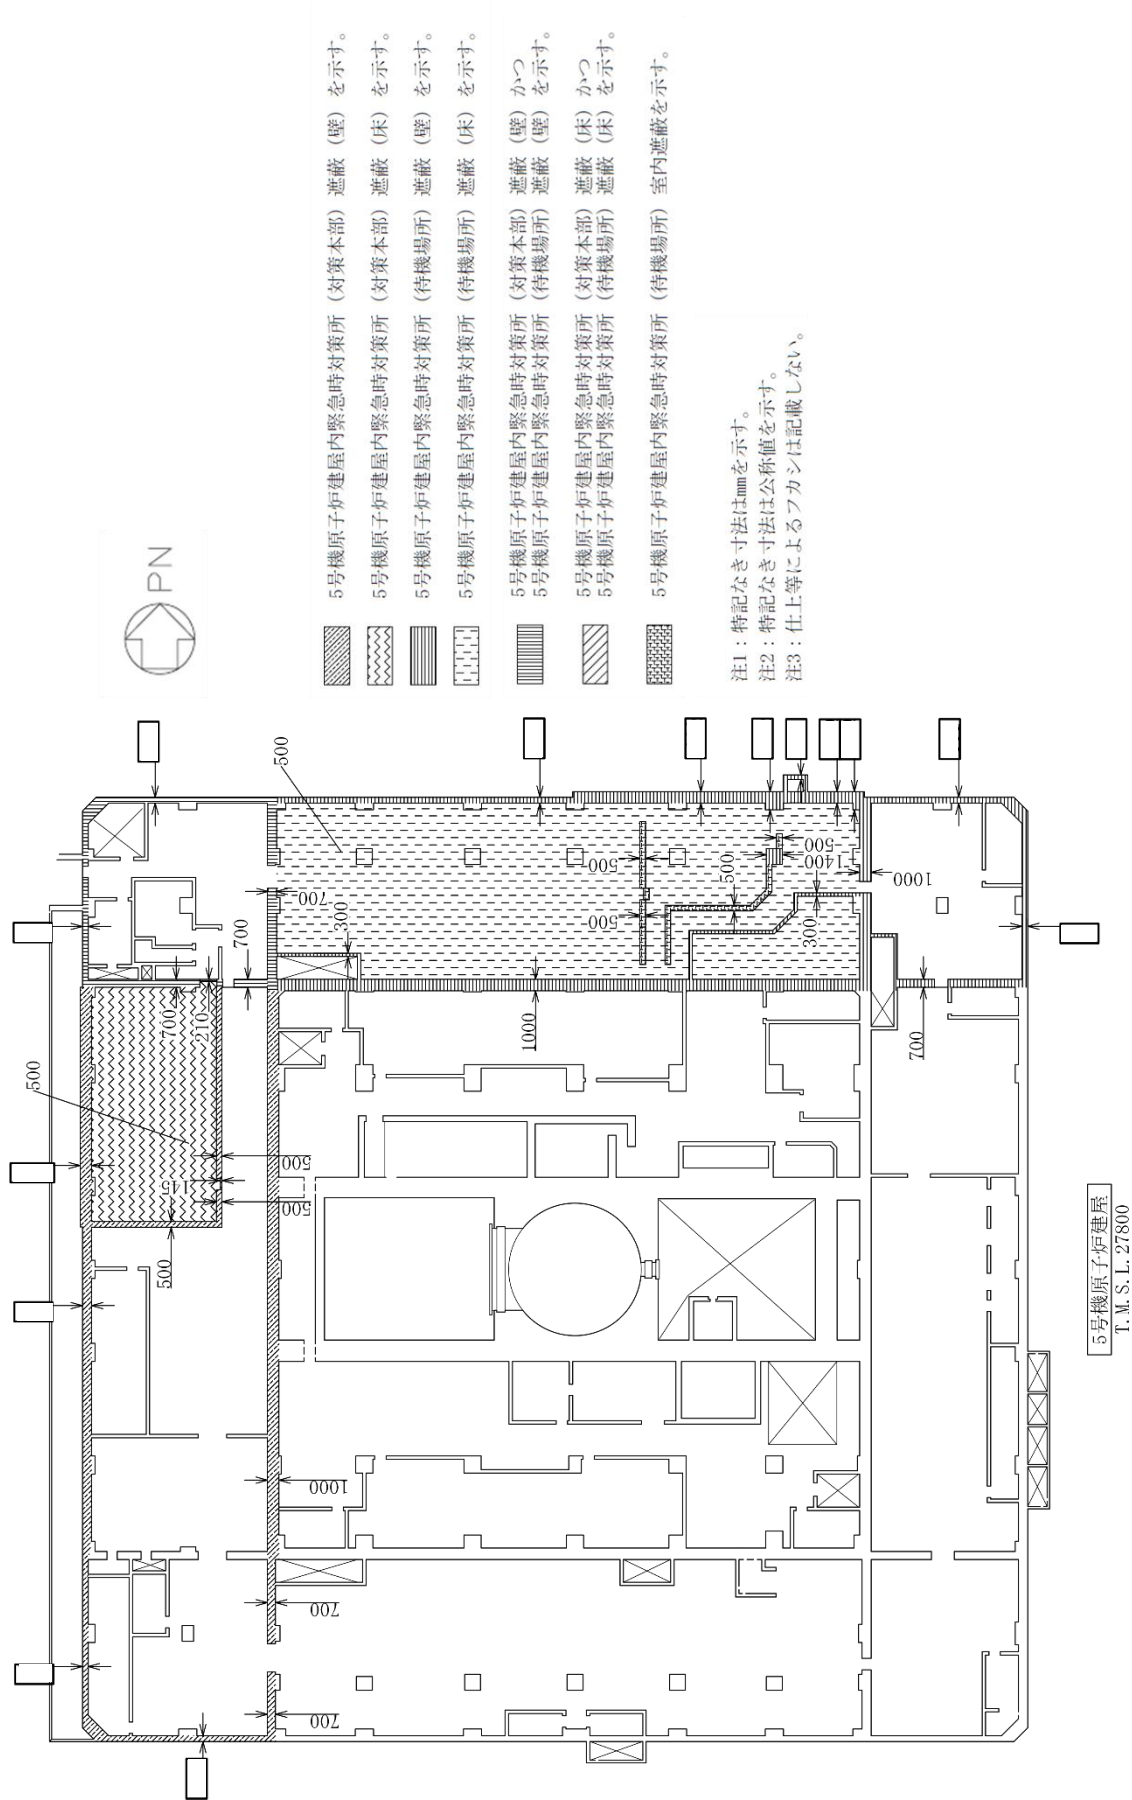 PN
5号機原子炉建屋内緊急時対策所（対策本部）遮蔽（壁）を示す。
5号機原子炉建屋内緊急時対策所（対策本部）遮蔽（床）を示す。
5号機原子炉建屋内緊急時対策所（待機場所）遮蔽（壁）を示す。
5号機原子炉建屋内緊急時対策所（待機場所）遮蔽（床）を示す。
5号機原子炉建屋内緊急時対策所（対策本部）遮蔽（壁）かつ
5号機原子炉建屋内緊急時対策所（待機場所）遮蔽（壁）を示す。
5号機原子炉建屋内緊急時対策所（対策本部）遮蔽（床）かつ
5号機原子炉建屋内緊急時対策所（待機場所）遮蔽（床）を示す。
5号機原子炉建屋内緊急時対策所（待機場所）室内遮蔽を示す。
注1：特記なき寸法はmmを示す。
注2：特記なき寸法は公称値を示す。
注3：仕上等によるフカシは記載しない。
500
700
210
700
500
145
500
500
1000
700
700
500
700
300
1000
500
500
500
500
1400
300
1000
700
5号機原子炉建屋
T.M.S.L.27800